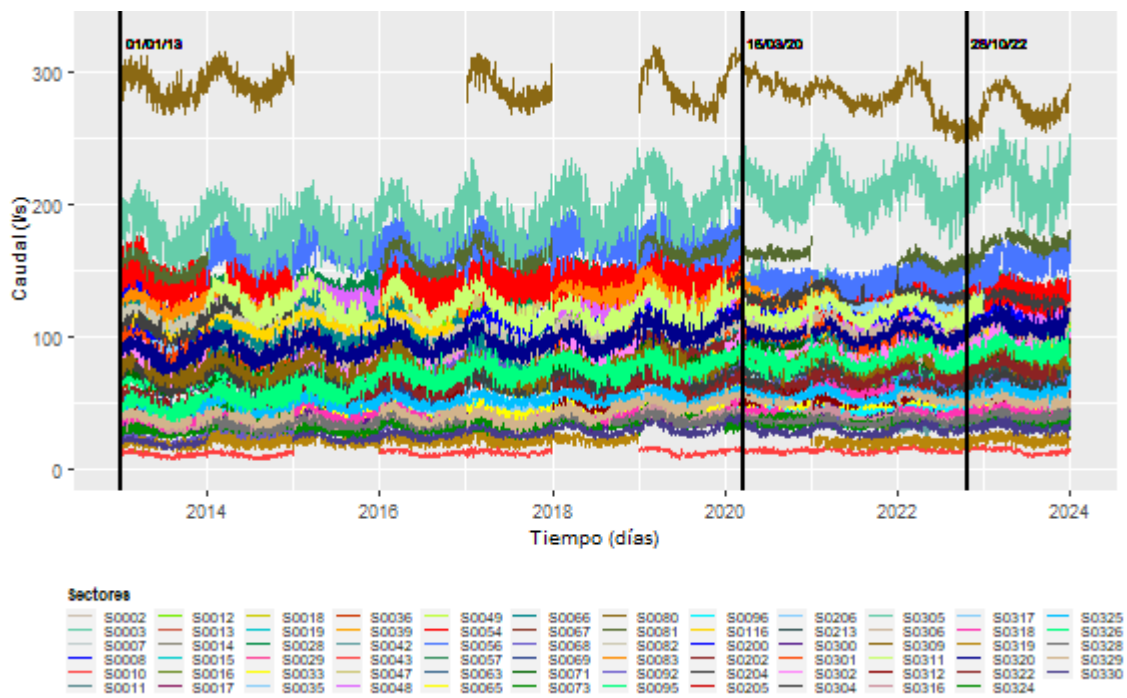 01/01/13
16/03/20
28/10/22
300
200
100
0
Caudal (l/s)
2014 2016 2018 2020 2022 2024
Tiempo (días)
Sectores
S0002 S0012 S0018 S0036 S0049 S0066 S0080 S0096 S0206 S0305 S0317 S0325
S0003 S0013 S0019 S0039 S0054 S0067 S0081 S0116 S0213 S0306 S0318 S0326
S0007 S0014 S0028 S0042 S0056 S0068 S0082 S0200 S0300 S0309 S0319 S0328
S0008 S0015 S0029 S0043 S0057 S0069 S0083 S0202 S0301 S0311 S0320 S0330
S0010 S0016 S0033 S0047 S0063 S0071 S0092 S0204 S0302 S0312 S0322
S0011 S0017 S0035 S0048 S0065 S0073 S0095 S0205 S0304 S0316 S0324